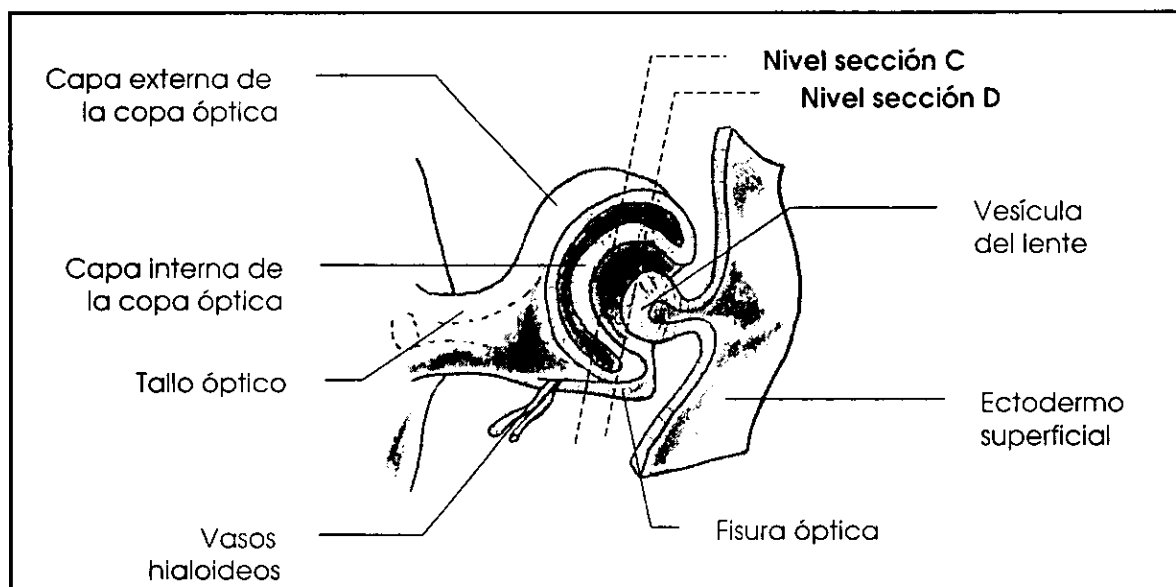 Capa externa de
la copa óptica
Nivel sección C
Nivel sección D
Vesícula
del lente
Capa interna de
la copa óptica
Tallo óptico
Ectodermo
superficial
Vasos
hialoideos
Fisura óptica